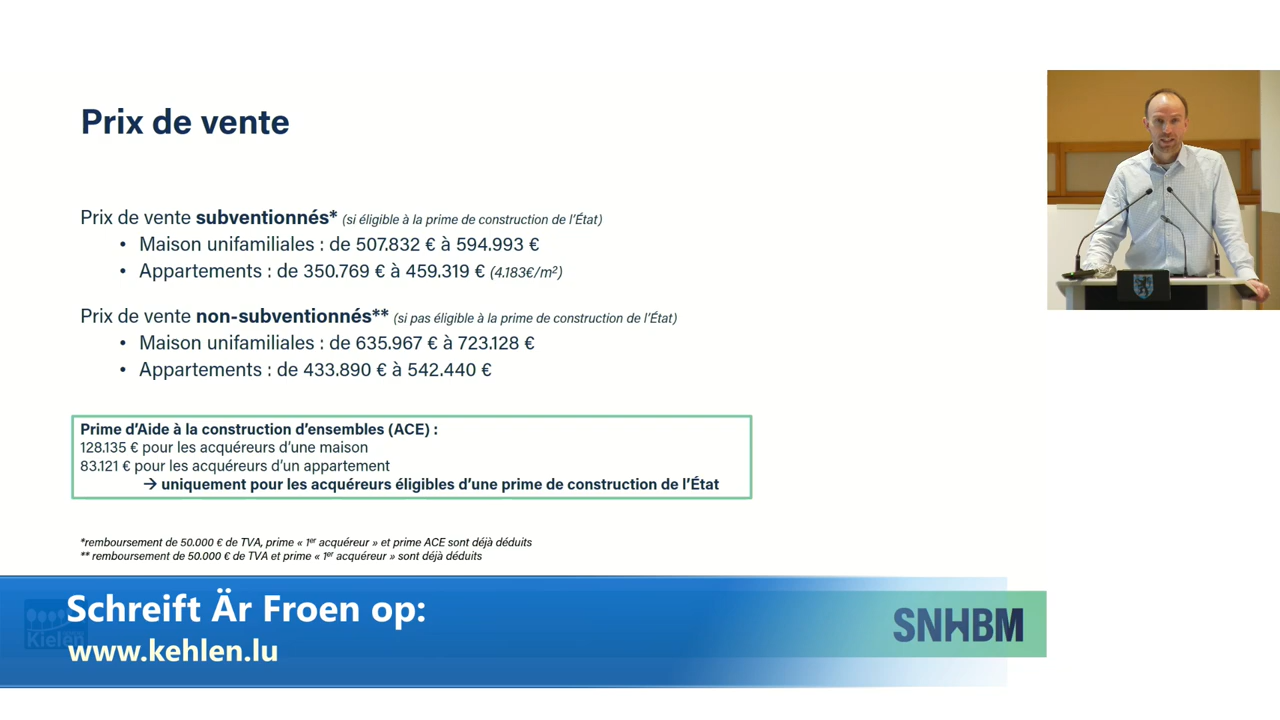 Prix de vente
Prix de vente subventionnés* (si éligible à la prime de construction de l'État)
• Maison unifamiliales : de 507.832 € à 594.993 €
• Appartements : de 350.769 € à 459.319 € (4.183€/m²)
Prix de vente non-subventionnés** (si pas éligible à la prime de construction de l'État)
• Maison unifamiliales : de 635.967 € à 723.128 €
• Appartements : de 433.890 € à 542.440 €
Prime d'Aide à la construction d'ensembles (ACE) :
128.135 € pour les acquéreurs d'une maison
83.121 € pour les acquéreurs d'un appartement
→ uniquement pour les acquéreurs éligibles d'une prime de construction de l'État
*remboursement de 50.000 € de TVA, prime « 1er acquéreur » et prime ACE sont déjà déduits
** remboursement de 50.000 € de TVA et prime « 1er acquéreur » sont déjà déduits
Schreift Är Froen op:
www.kehlen.lu
Kielen
SNHBM